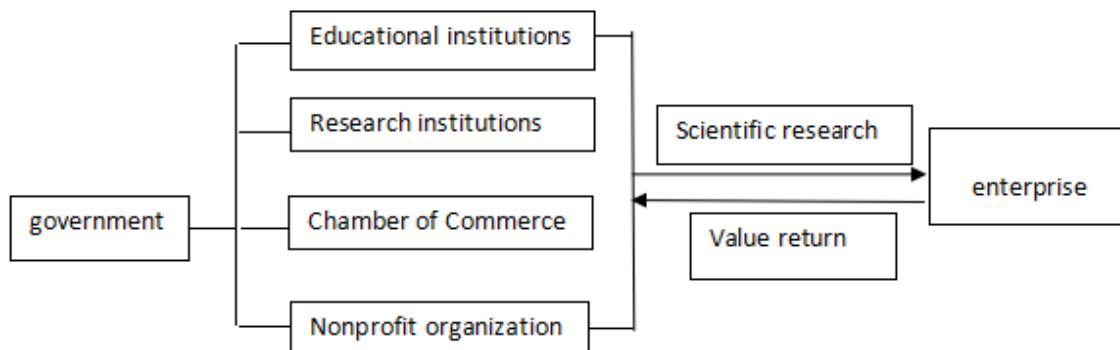 government
Educational institutions
Research institutions
Chamber of Commerce
Nonprofit organization
Scientific research
Value return
enterprise